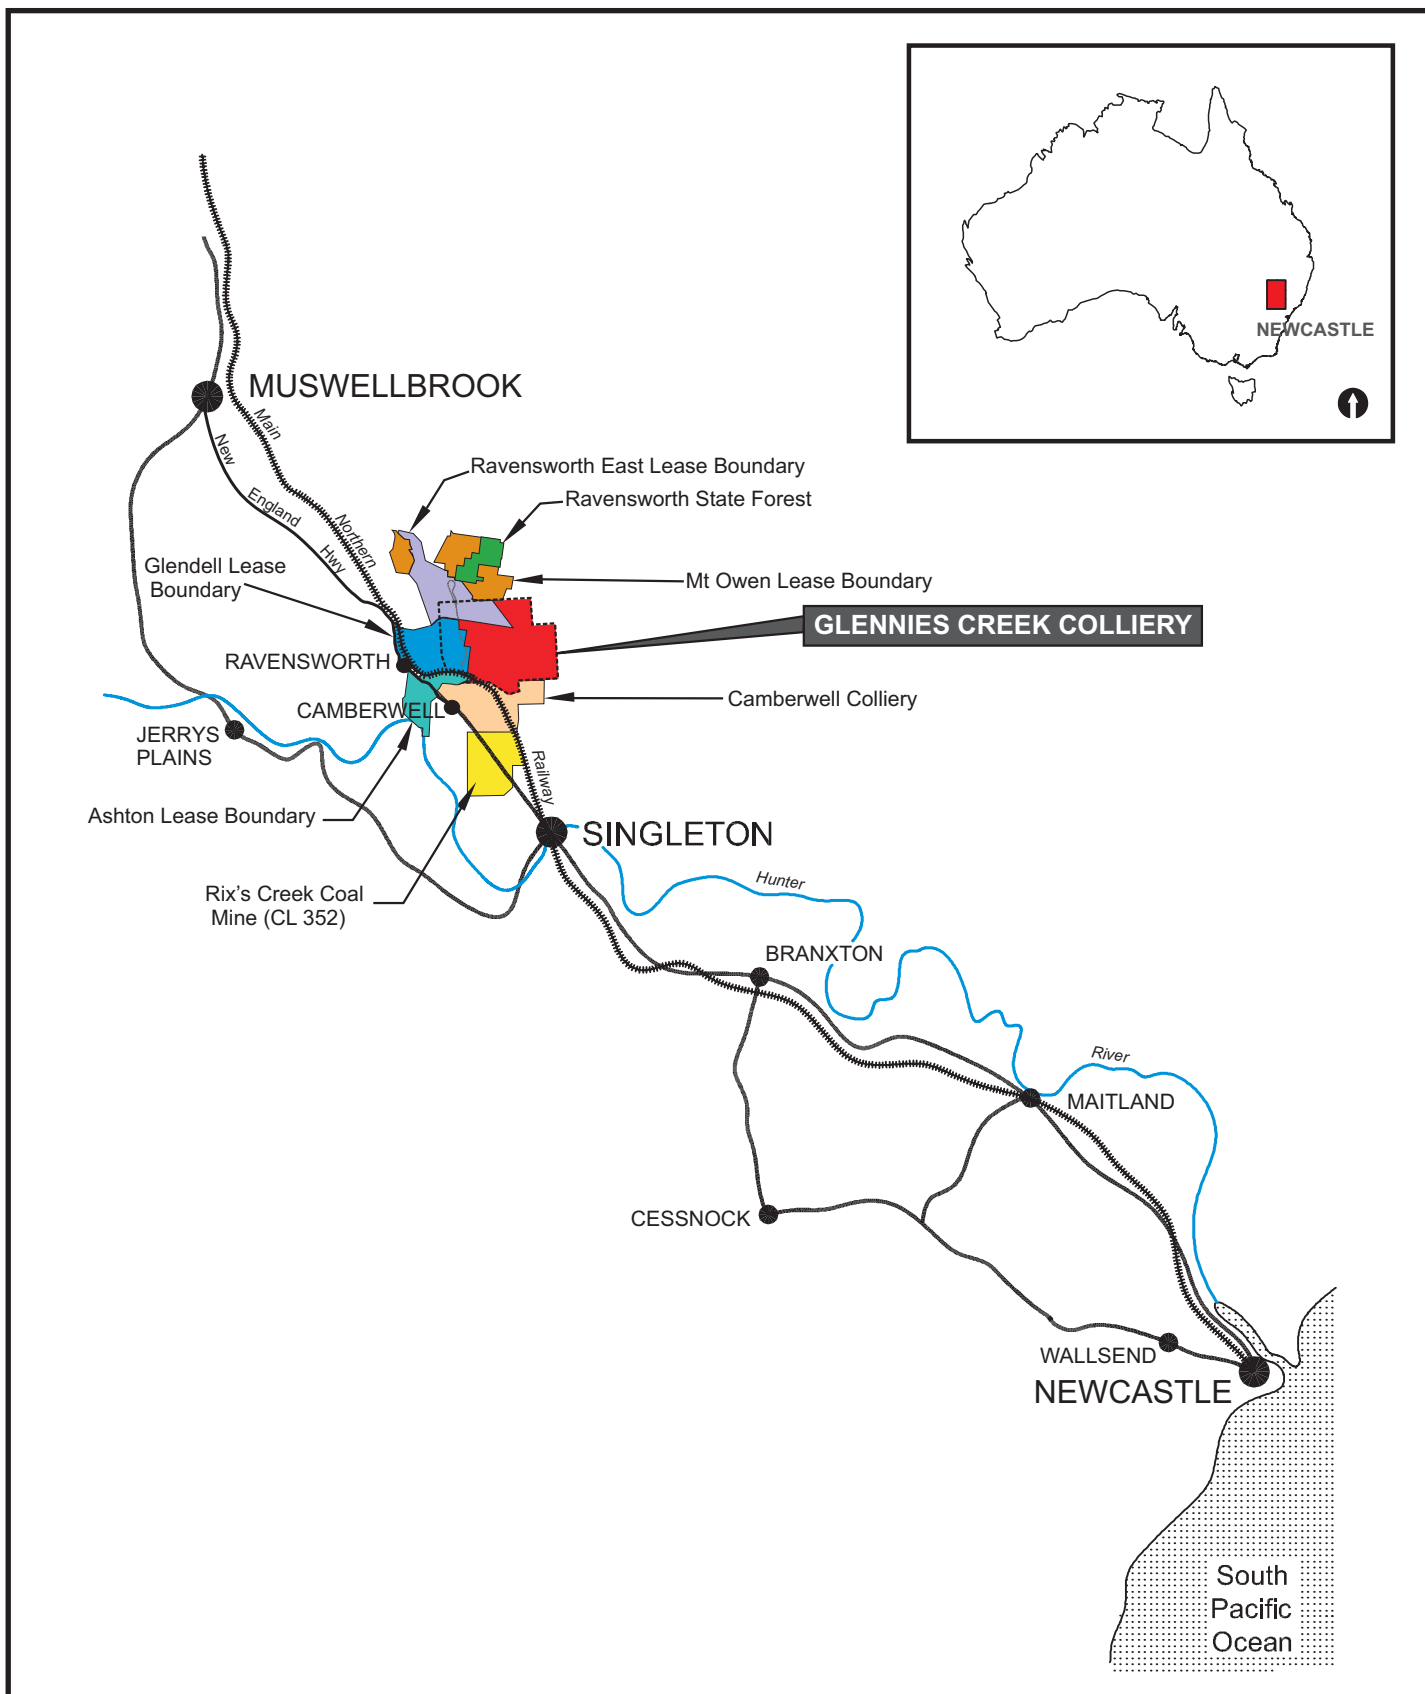 NEWCASTLE
MUSWELLBROOK
Main
New
England
Hwy
Northern
Ravensworth East Lease Boundary
Ravensworth State Forest
Glendell Lease
Boundary
Mt Owen Lease Boundary
GLENNIES CREEK COLLIERY
RAVENSWORTH
Camberwell Colliery
CAMBERWELL
JERRYS
PLAINS
Railway
Ashton Lease Boundary
SINGLETON
Rix's Creek Coal
Mine (CL 352)
Hunter
BRANXTON
River
MAITLAND
CESSNOCK
WALLSEND
NEWCASTLE
South
Pacific
Ocean